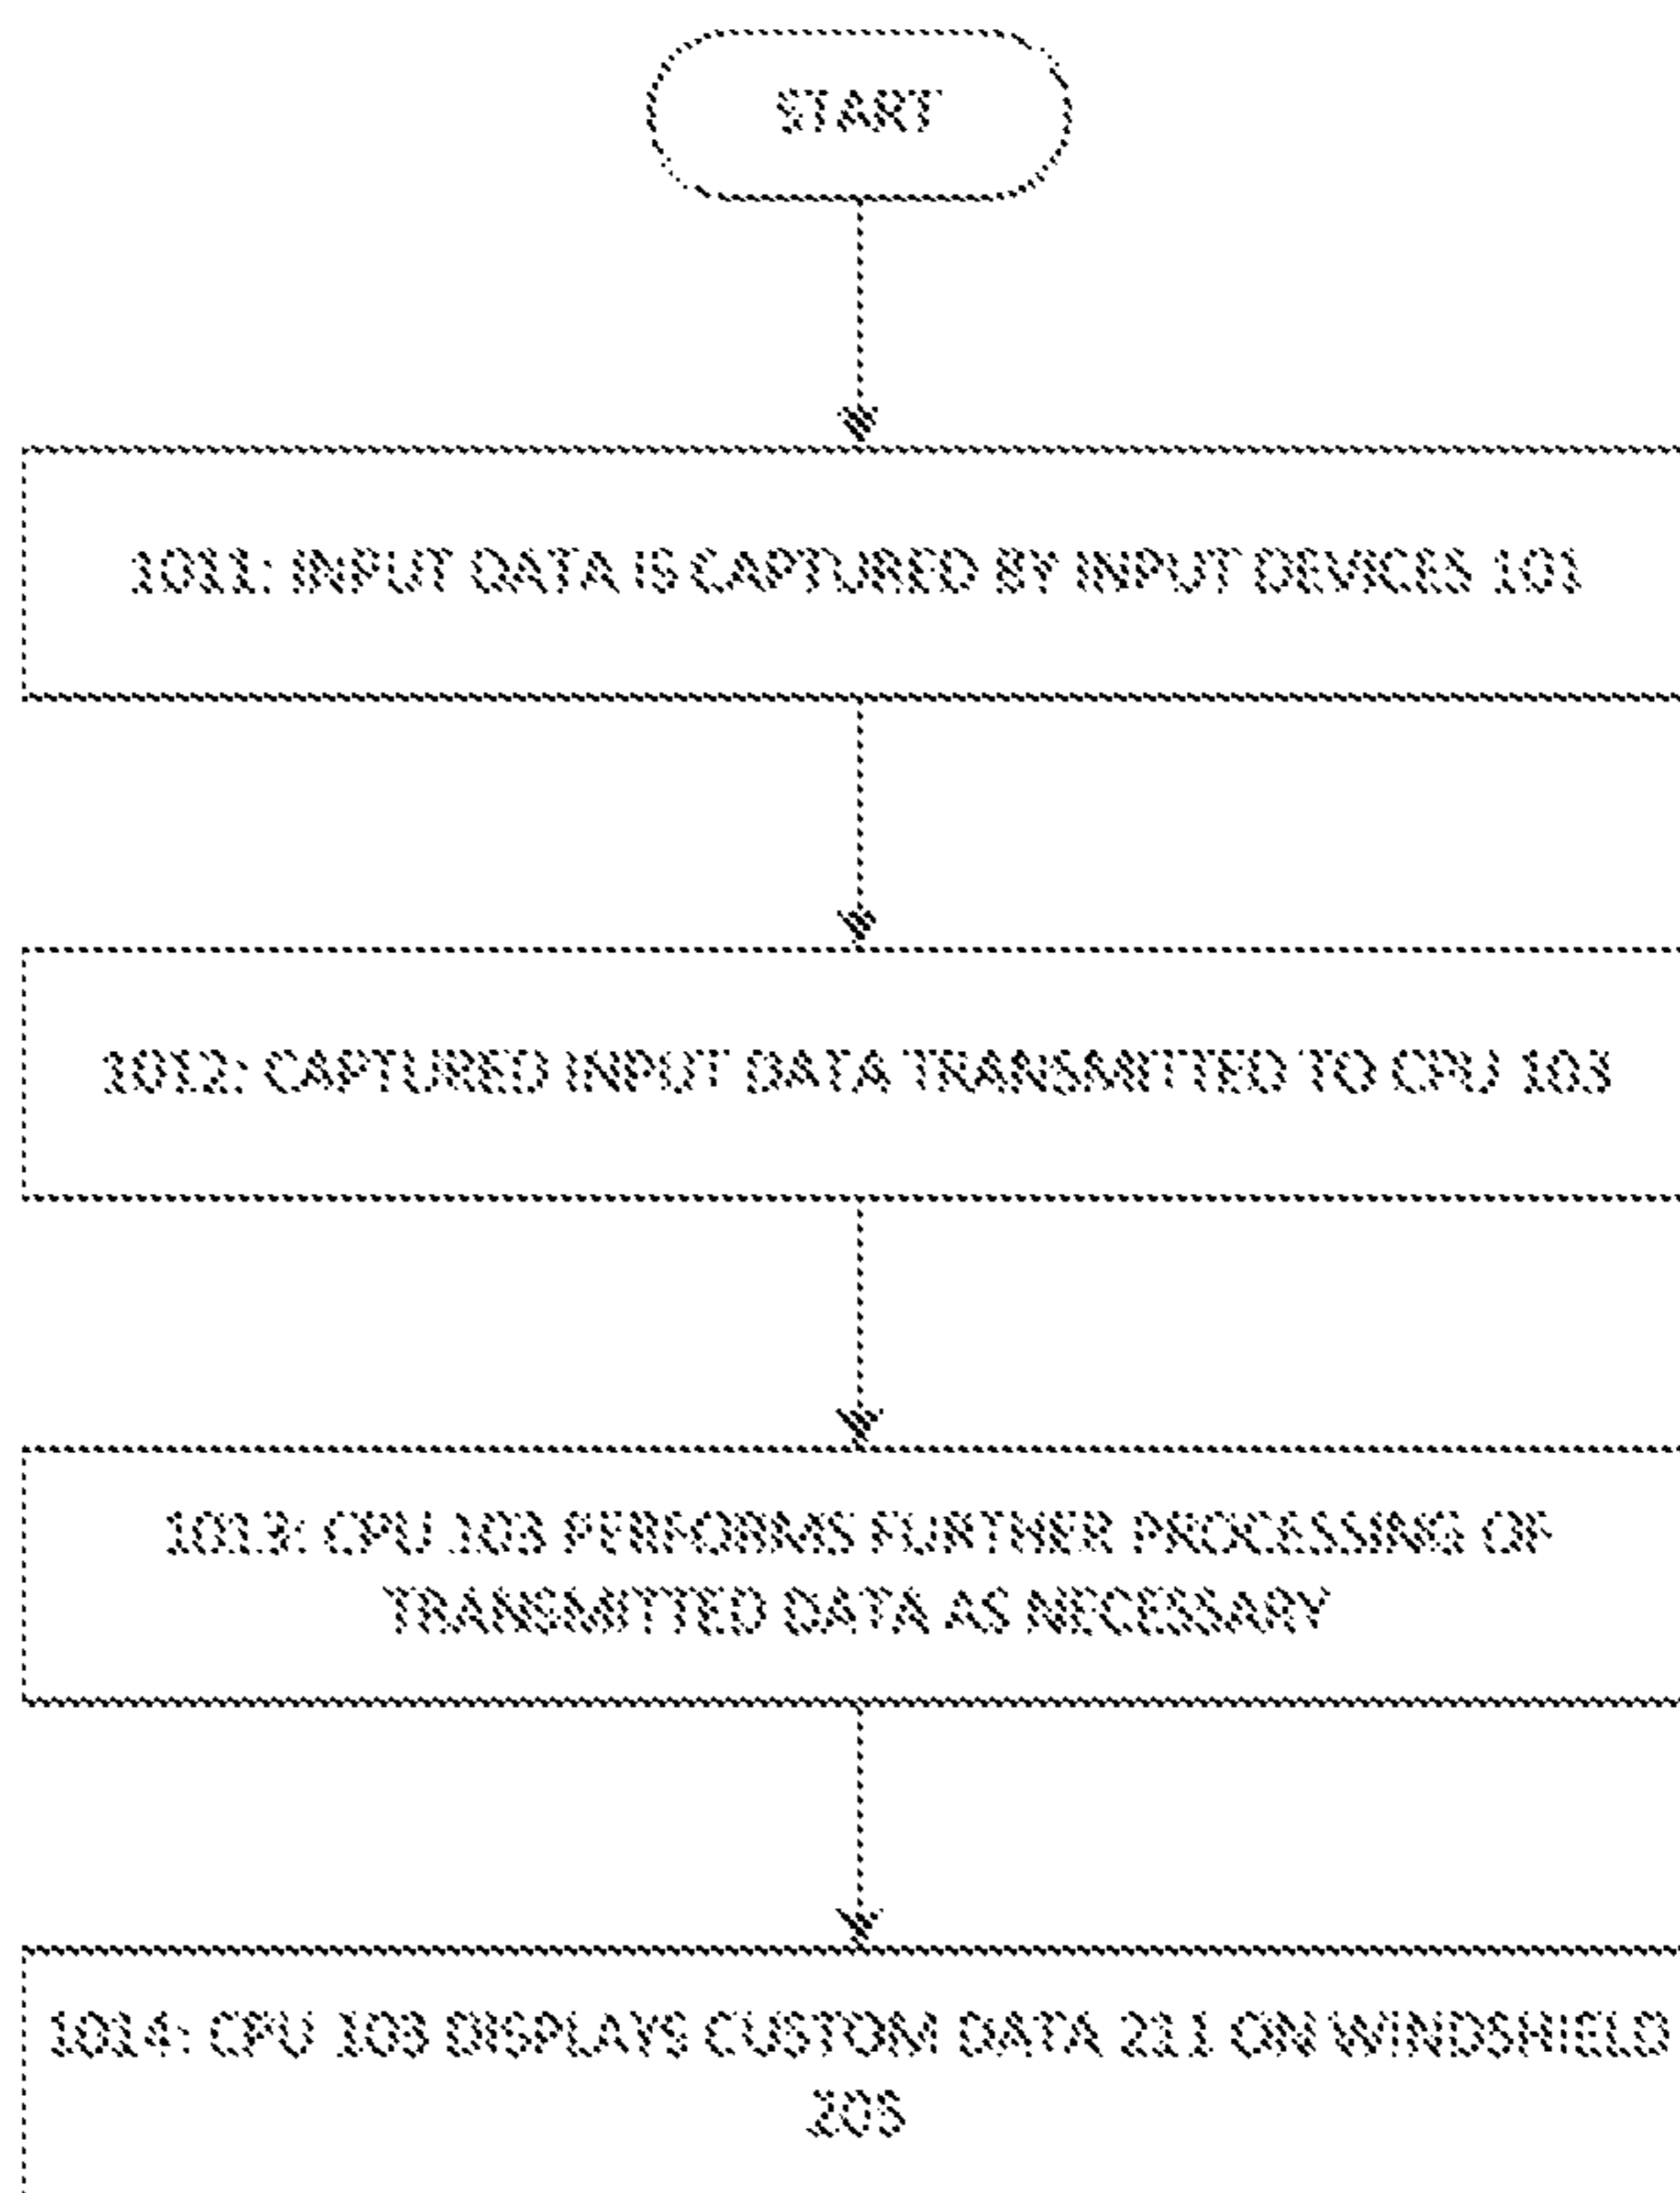 START
1011: INPUT DATA IS CAPTURED BY INPUT DEVICES 101
1012: CAPTURED INPUT DATA TRANSMITTED TO CPU 103
1013: CPU 103 PERFORMS FURTHER PROCESSING OF
TRANSMITTED DATA AS NECESSARY
1014: CPU 103 DISPLAYS CUSTOM DATA 211 ON WINDSHIELD
205